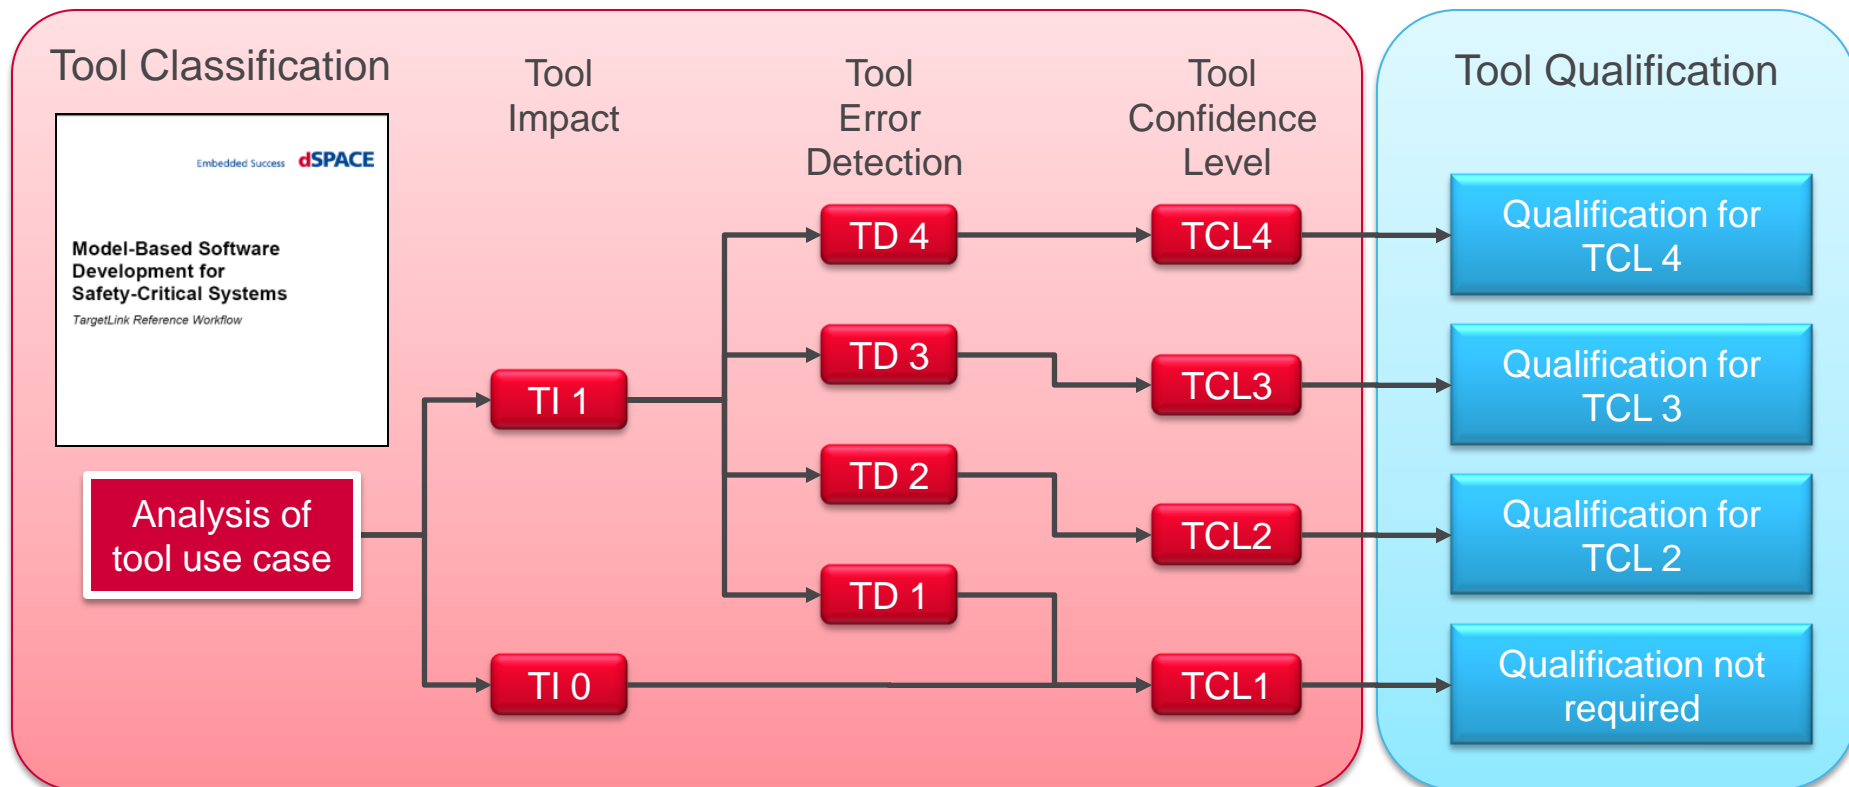 Tool Classification
Tool
Impact
Tool
Error
Detection
Tool
Confidence
Level
Tool Qualification
Embedded Success dSPACE
Model-Based Software
Development for
Safety-Critical Systems
TargetLink Reference Workflow
Analysis of
tool use case
TI 1
TI 0
TD 4
TD 3
TD 2
TD 1
TCL4
TCL3
TCL2
TCL1
Qualification for
TCL 4
Qualification for
TCL 3
Qualification for
TCL 2
Qualification not
required